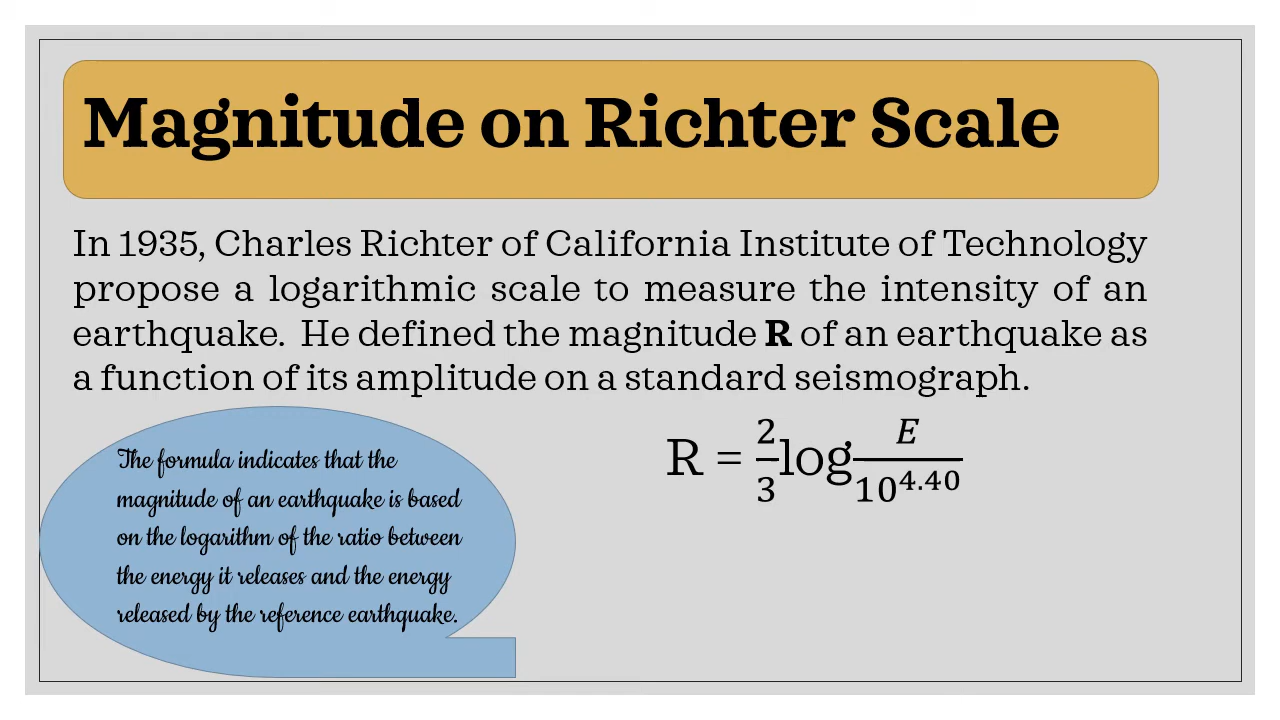 Magnitude on Richter Scale
In 1935, Charles Richter of California Institute of Technology
propose a logarithmic scale to measure the intensity of an
earthquake.  He defined the magnitude R of an earthquake as
a function of its amplitude on a standard seismograph.
The formula indicates that the
magnitude of an earthquake is based
on the logarithm of the ratio between
the energy it releases and the energy
released by the reference earthquake.
R = 2/3 log E/10^4.40